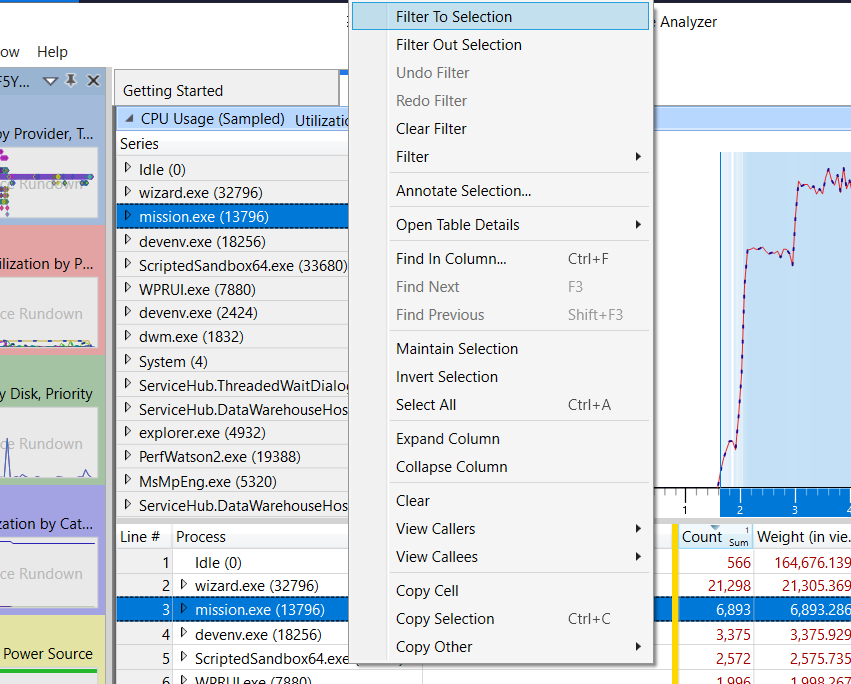 e Analyzer
ow Help
F5Y...
Getting Started
CPU Usage (Sampled) Utilizatio
Series
by Provider, T...
Rundown
Idle (0)
wizard.exe (32796)
mission.exe (13796)
devenv.exe (18256)
ScriptedSandbox64.exe (33680)
WPRUI.exe (7880)
devenv.exe (2424)
dwm.exe (1832)
System (4)
ServiceHub.ThreadedWaitDialo
ServiceHub.DataWarehouseHos
explorer.exe (4932)
PerfWatson2.exe (19388)
MsMpEng.exe (5320)
ServiceHub.DataWarehouseHos
ilization by P...
ce Rundown
y Disk, Priority
ce Rundown
zation by Cat...
ce Rundown
Power Source
Filter To Selection
Filter Out Selection
Undo Filter
Redo Filter
Clear Filter
Filter
Annotate Selection...
Open Table Details
Find In Column... Ctrl+F
Find Next F3
Find Previous Shift+F3
Maintain Selection
Invert Selection
Select All Ctrl+A
Expand Column
Collapse Column
Clear
View Callers
View Callees
Copy Cell
Copy Selection Ctrl+C
Copy Other
1 2 3 4
Line # Process Count 1 Sum Weight (in vie...
1 Idle (0) 566 164,676.139
2 wizard.exe (32796) 21,298 21,305.369
3 mission.exe (13796) 6,893 6,893.286
4 devenv.exe (18256) 3,375 3,375.929
5 ScriptedSandbox64.exe 2,572 2,575.735
6 WPRUI.exe (7880) 1,996 1,998.267